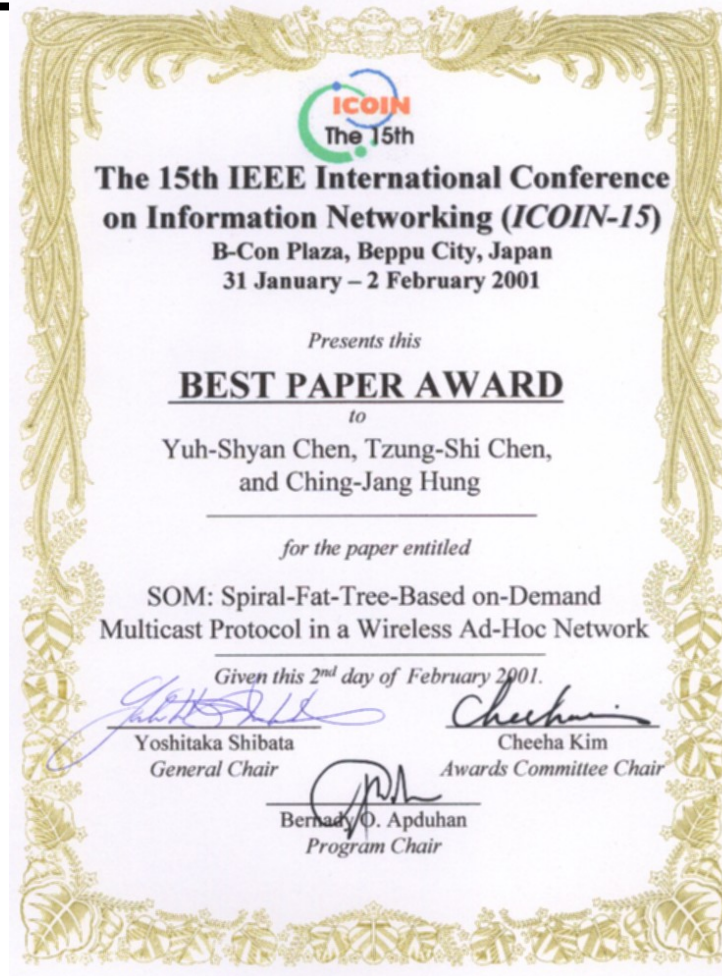 ICOIN
The 15th
The 15th IEEE International Conference
on Information Networking (ICOIN-15)
B-Con Plaza, Beppu City, Japan
31 January – 2 February 2001
Presents this
BEST PAPER AWARD
to
Yuh-Shyan Chen, Tzung-Shi Chen,
and Ching-Jang Hung
for the paper entitled
SOM: Spiral-Fat-Tree-Based on-Demand
Multicast Protocol in a Wireless Ad-Hoc Network
Given this 2nd day of February 2001.
Yoshitaka Shibata
General Chair
Cheeha Kim
Awards Committee Chair
Bernady O. Apduhan
Program Chair